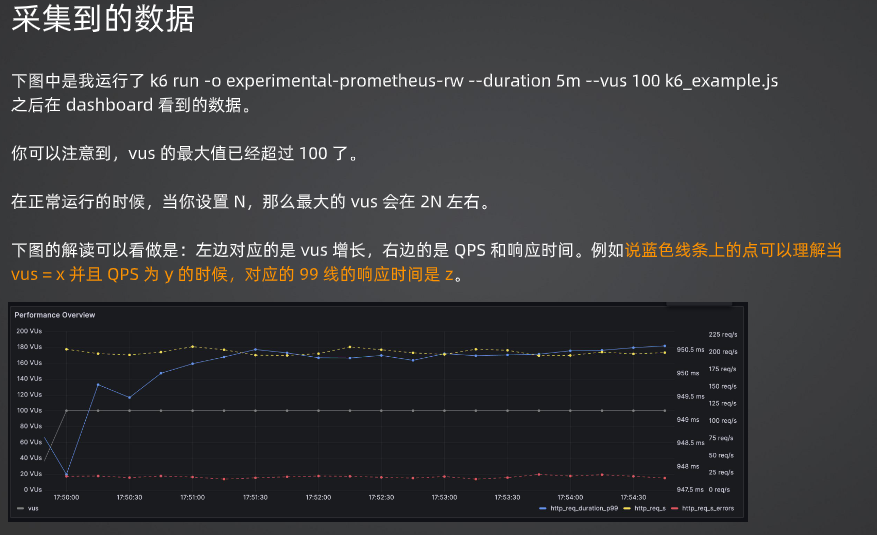 采集到的数据
下图中是我运行了 k6 run -o experimental-prometheus-rw --duration 5m --vus 100 k6_example.js
之后在 dashboard 看到的数据。
你可以注意到，vus 的最大值已经超过 100 了。
在正常运行的时候，当你设置 N，那么最大的 vus 会在 2N 左右。
下图的解读可以看做是：左边对应的是 vus 增长，右边的是 QPS 和响应时间。例如说蓝色线条上的点可以理解当
vus = x 并且 QPS 为 y 的时候，对应的 99 线的响应时间是 z。
Performance Overview
200 VUs
180 VUs
160 VUs
140 VUs
120 VUs
100 VUs
80 VUs
60 VUs
40 VUs
20 VUs
0 VUs
950.5 ms
950 ms
949.5 ms
949 ms
948.5 ms
948 ms
947.5 ms
225 req/s
200 req/s
175 req/s
150 req/s
125 req/s
100 req/s
75 req/s
50 req/s
25 req/s
0 req/s
17:50:00 17:50:30 17:51:00 17:51:30 17:52:00 17:52:30 17:53:00 17:53:30 17:54:00 17:54:30
vus http_req_duration_p99 http_req_s http_req_s_errors